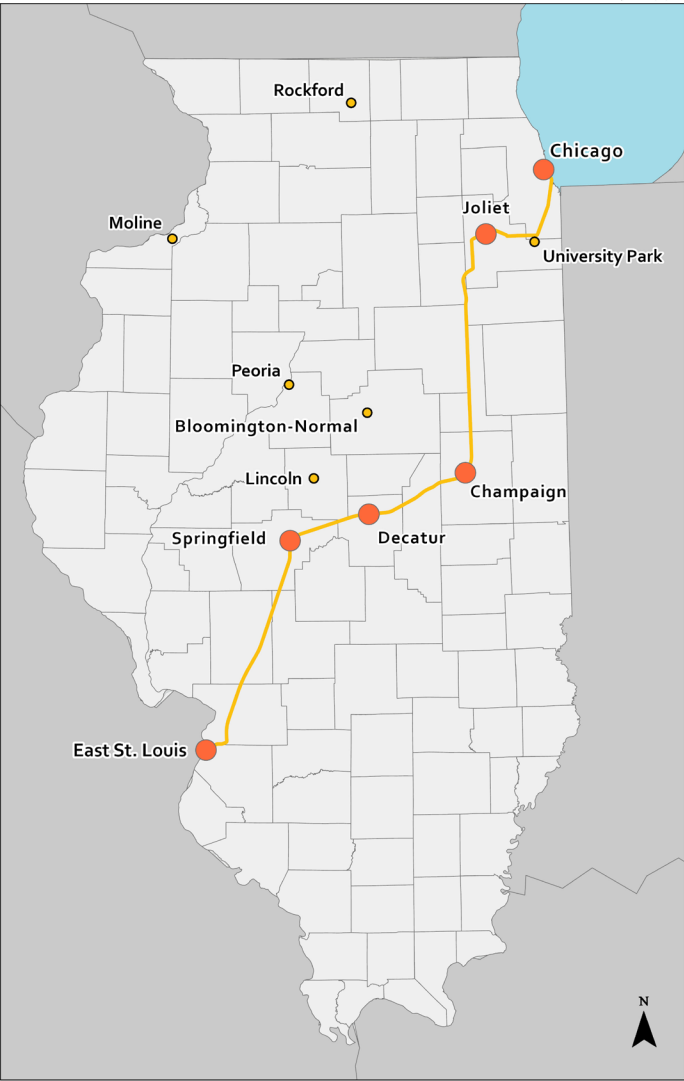 Rockford
Chicago
Joliet
Moline
University Park
Peoria
Bloomington-Normal
Lincoln
Champaign
Springfield
Decatur
East St. Louis
N